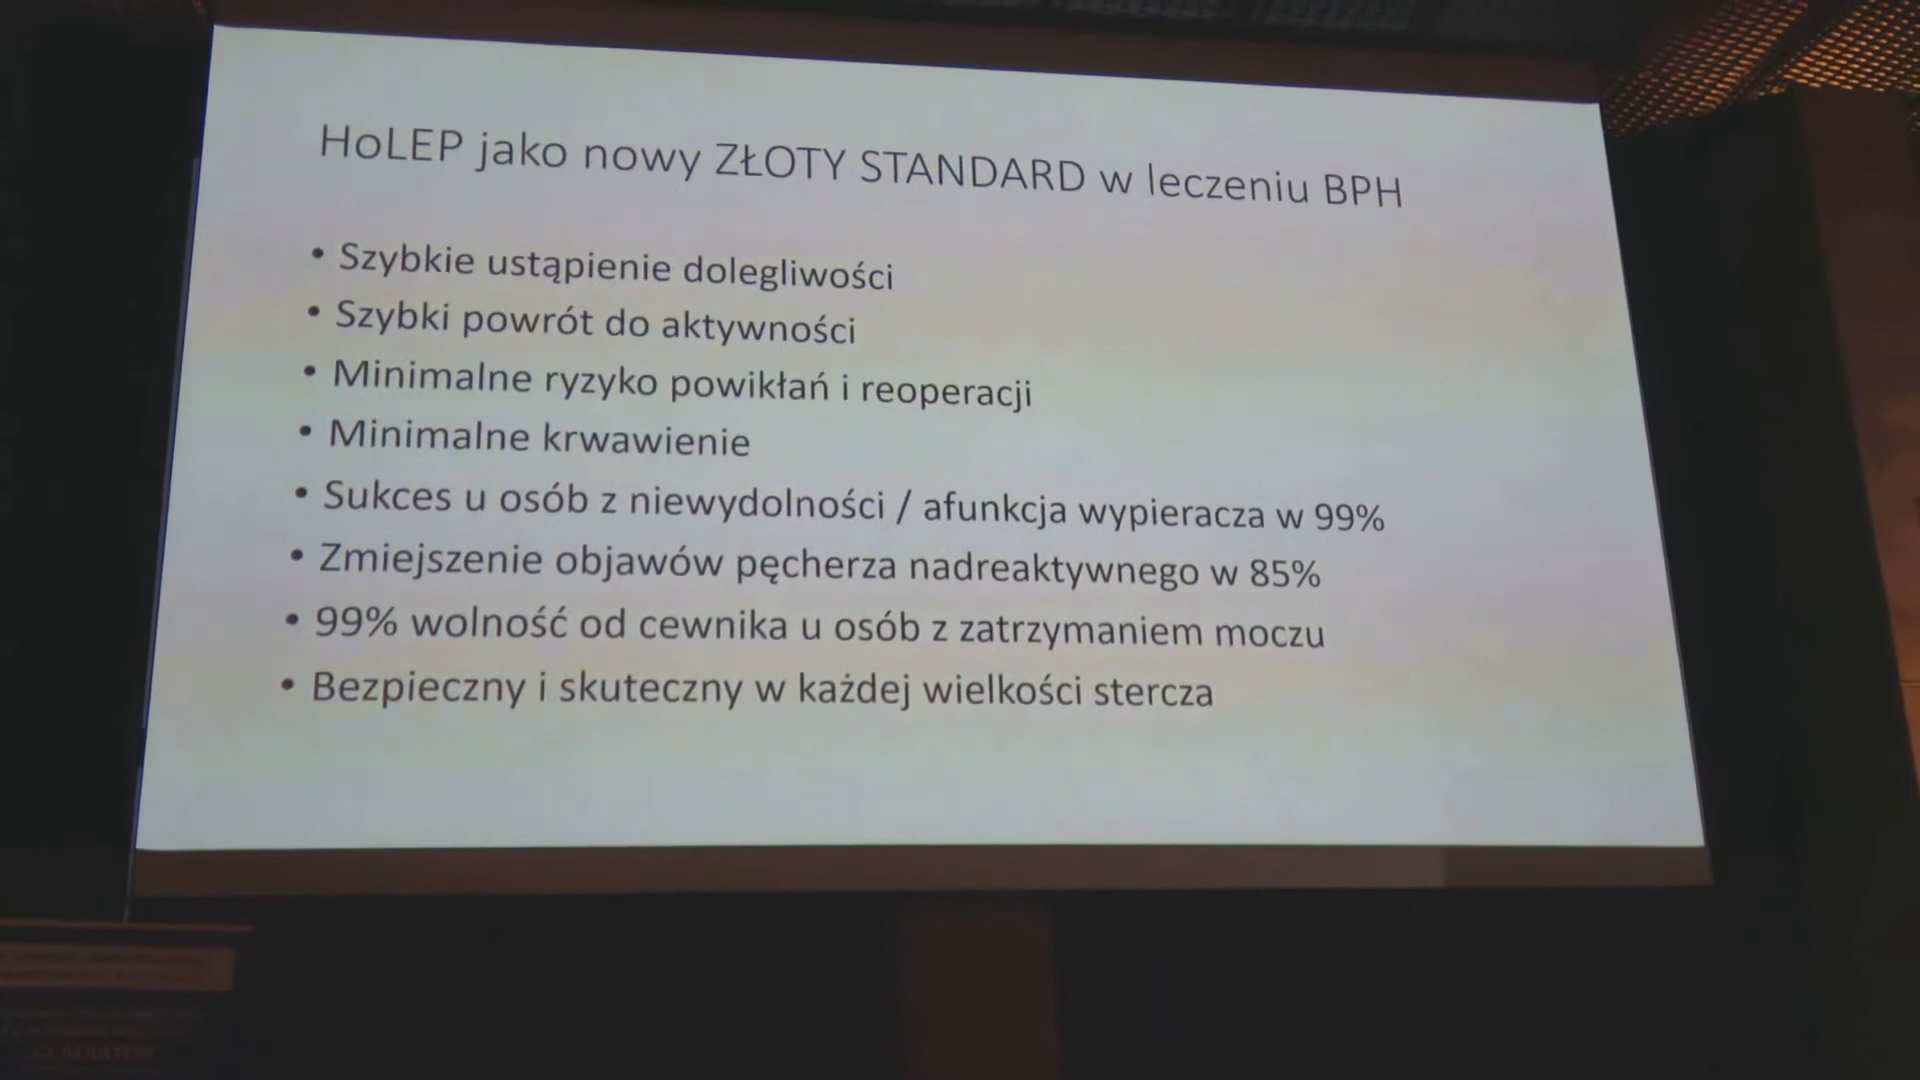 HoLEP jako nowy ZŁOTY STANDARD w leczeniu BPH
• Szybkie ustąpienie dolegliwości
• Szybki powrót do aktywności
• Minimalne ryzyko powikłań i reoperacji
• Minimalne krwawienie
• Sukces u osób z niewydolności / afunkcja wypieracza w 99%
• Zmiejszenie objawów pęcherza nadreaktywnego w 85%
• 99% wolność od cewnika u osób z zatrzymaniem moczu
• Bezpieczny i skuteczny w każdej wielkości stercza